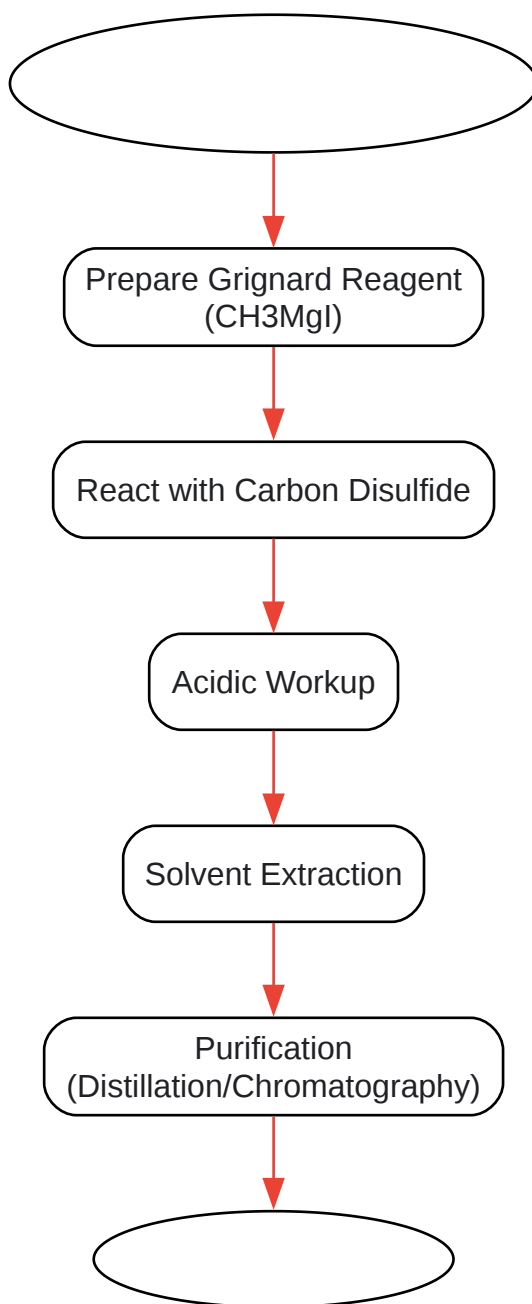 Prepare Grignard Reagent
(CH3MgI)
React with Carbon Disulfide
Acidic Workup
Solvent Extraction
Purification
(Distillation/Chromatography)